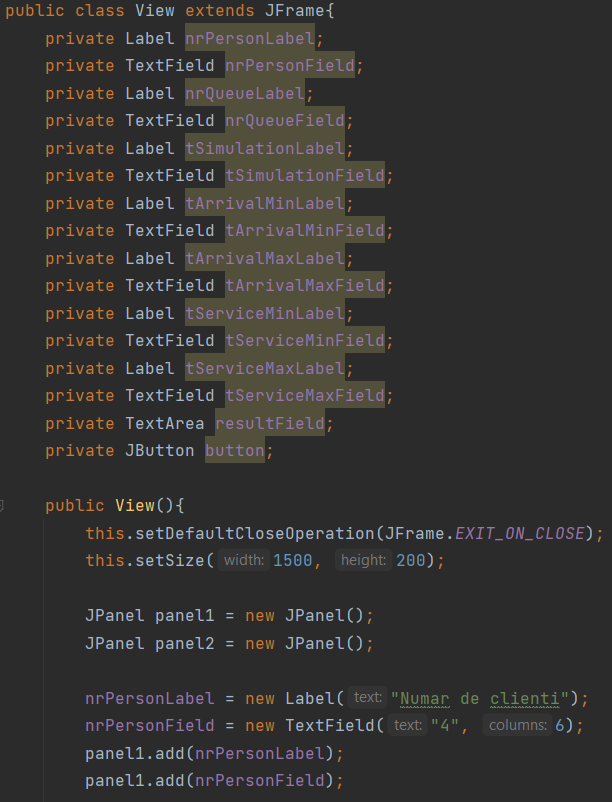 public class View extends JFrame{
private Label nrPersonLabel;
private TextField nrPersonField;
private Label nrQueueLabel;
private TextField nrQueueField;
private Label tSimulationLabel;
private TextField tSimulationField;
private Label tArrivalMinLabel;
private TextField tArrivalMinField;
private Label tArrivalMaxLabel;
private TextField tArrivalMaxField;
private Label tServiceMinLabel;
private TextField tServiceMinField;
private Label tServiceMaxLabel;
private TextField tServiceMaxField;
private TextArea resultField;
private JButton button;
public View(){
this.setDefaultCloseOperation(JFrame.EXIT_ON_CLOSE);
this.setSize( width: 1500, height: 200);
JPanel panel1 = new JPanel();
JPanel panel2 = new JPanel();
nrPersonLabel = new Label( text: "Numar de clienti");
nrPersonField = new TextField( text: "4", columns: 6);
panel1.add(nrPersonLabel);
panel1.add(nrPersonField);